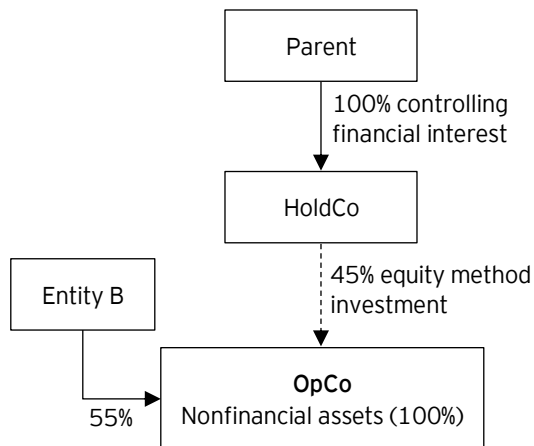 Parent
100% controlling
financial interest
HoldCo
45% equity method
investment
Entity B
55%
OpCo
Nonfinancial assets (100%)